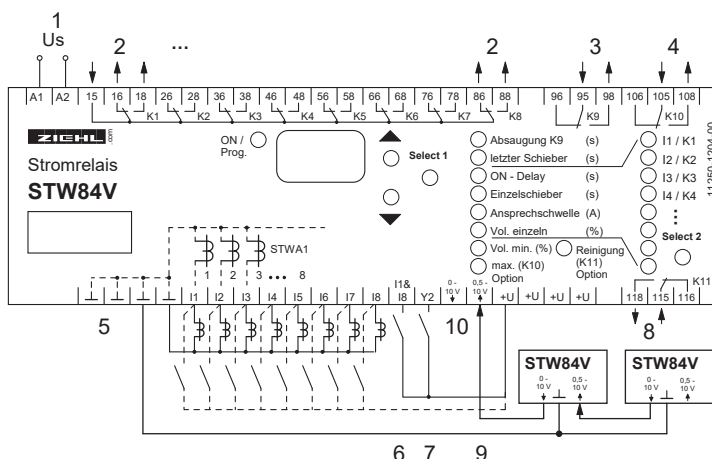 1
Us
2
...
2
3
4
A1 A2 15 16 18 26 28 36 38 46 48 56 58 66 68 76 78 86 88 96 95 98 106 105 108
K1 K2 K3 K4 K5 K6 K7 K8 K9 K10
ZIEHL.com
ON / Prog.
Select 1
Stromrelais
STW84V
Absaugung K9 (s)
letzter Schieber (s)
ON - Delay (s)
Einzelschieber (s)
Ansprechschwelle (A)
Vol. einzeln (%)
Vol. min. (%)
max. (K10) Option
Reinigung (K11) Option
I1 / K1
I2 / K2
I3 / K3
I4 / K4
Select 2
11250-1204-00
STWA1
1 2 3 ••• 8
K11
I1 I2 I3 I4 I5 I6 I7 I8 I1& I8 Y2 0 - 10 V 0,5 - 10 V +U +U +U +U 118 115 116
5
10
8
STW84V
0 - 10 V
0,5 - 10 V
STW84V
0 - 10 V
0,5 - 10 V
6 7 9